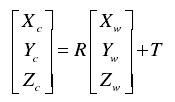 [X_c Y_c Z_c] = R [X_w Y_w Z_w] + T